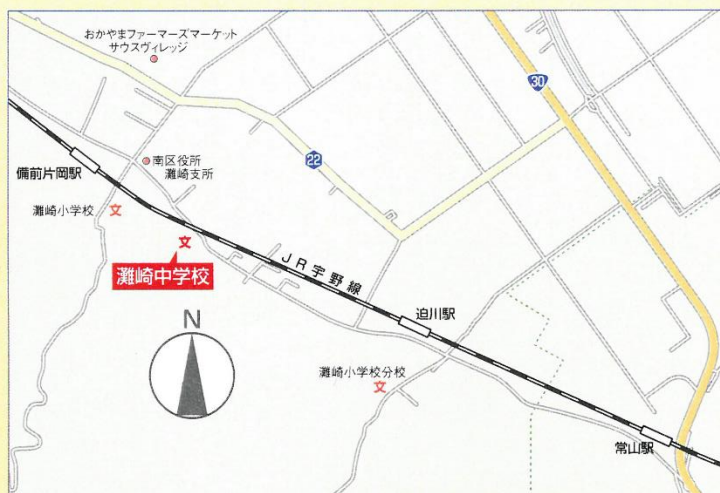 おかやまファーマーズマーケット
サウスヴィレッジ
30
22
南区役所
灘崎支所
備前片岡駅
灘崎小学校
文
文
灘崎中学校
JR宇野線
迫川駅
N
灘崎小学校分校
文
常山駅